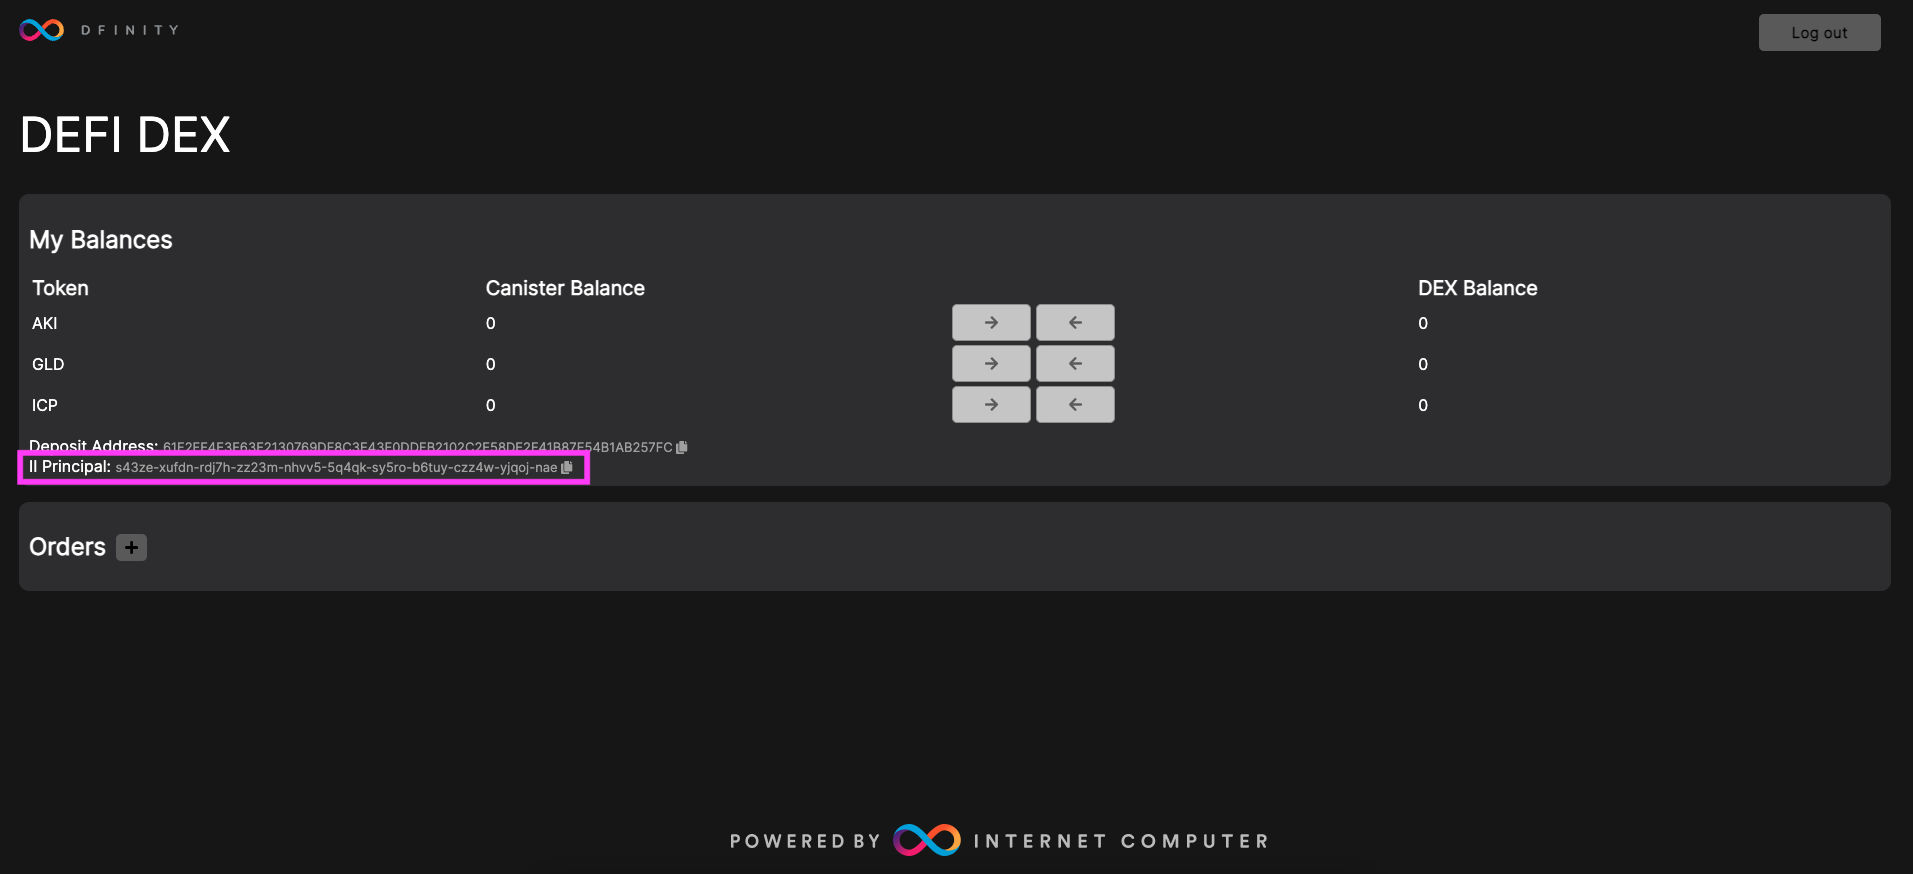 DFINITY
Log out
DEFI DEX
My Balances
Token Canister Balance DEX Balance
AKI 0 → ← 0
GLD 0 → ← 0
ICP 0 → ← 0
Deposit Address:
II Principal: s43ze-xufdn-rdj7h-zz23m-nhvv5-5q4qk-sy5ro-b6tuy-czz4w-yjqoj-nae
Orders +
POWERED BY INTERNET COMPUTER